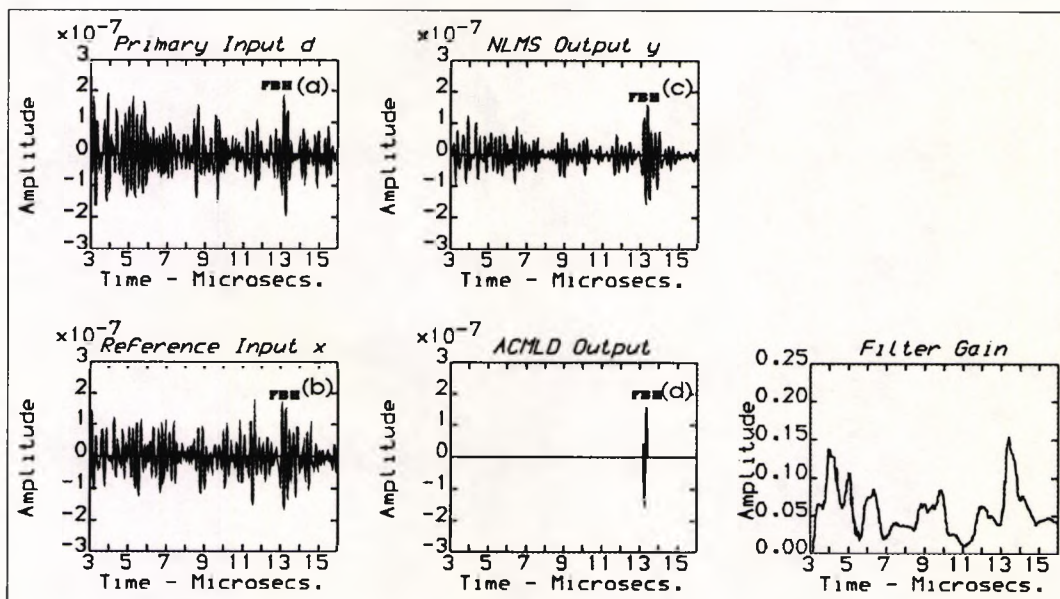 ×10-7
Primary Input d
FBH (a)
3
2
1
0
-1
-2
-3
Amplitude
3 5 7 9 11 13 15
Time - Microsecs.
×10-7
NLMS Output y
FBH (c)
3
2
1
0
-1
-2
-3
Amplitude
3 5 7 9 11 13 15
Time - Microsecs.
×10-7
Reference Input x
FBH (b)
3
2
1
0
-1
-2
-3
Amplitude
3 5 7 9 11 13 15
Time - Microsecs.
×10-7
ACMLD Output
FBH (d)
3
2
1
0
-1
-2
-3
Amplitude
3 5 7 9 11 13 15
Time - Microsecs.
Filter Gain
0.25
0.20
0.15
0.10
0.05
0.00
Amplitude
3 5 7 9 11 13 15
Time - Microsecs.